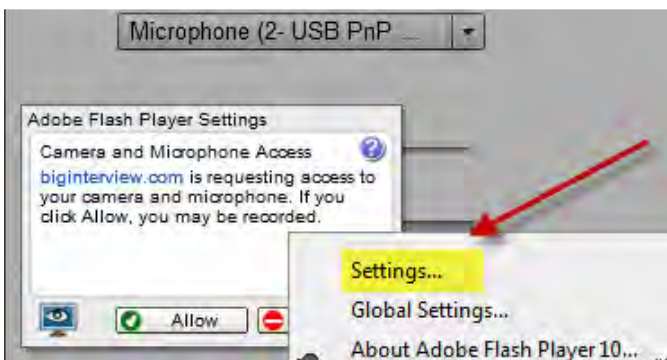 Microphone (2- USB PnP ...
Adobe Flash Player Settings
Camera and Microphone Access
biginterview.com is requesting access to
your camera and microphone. If you
click Allow, you may be recorded.
Allow
Settings...
Global Settings...
About Adobe Flash Player 10...